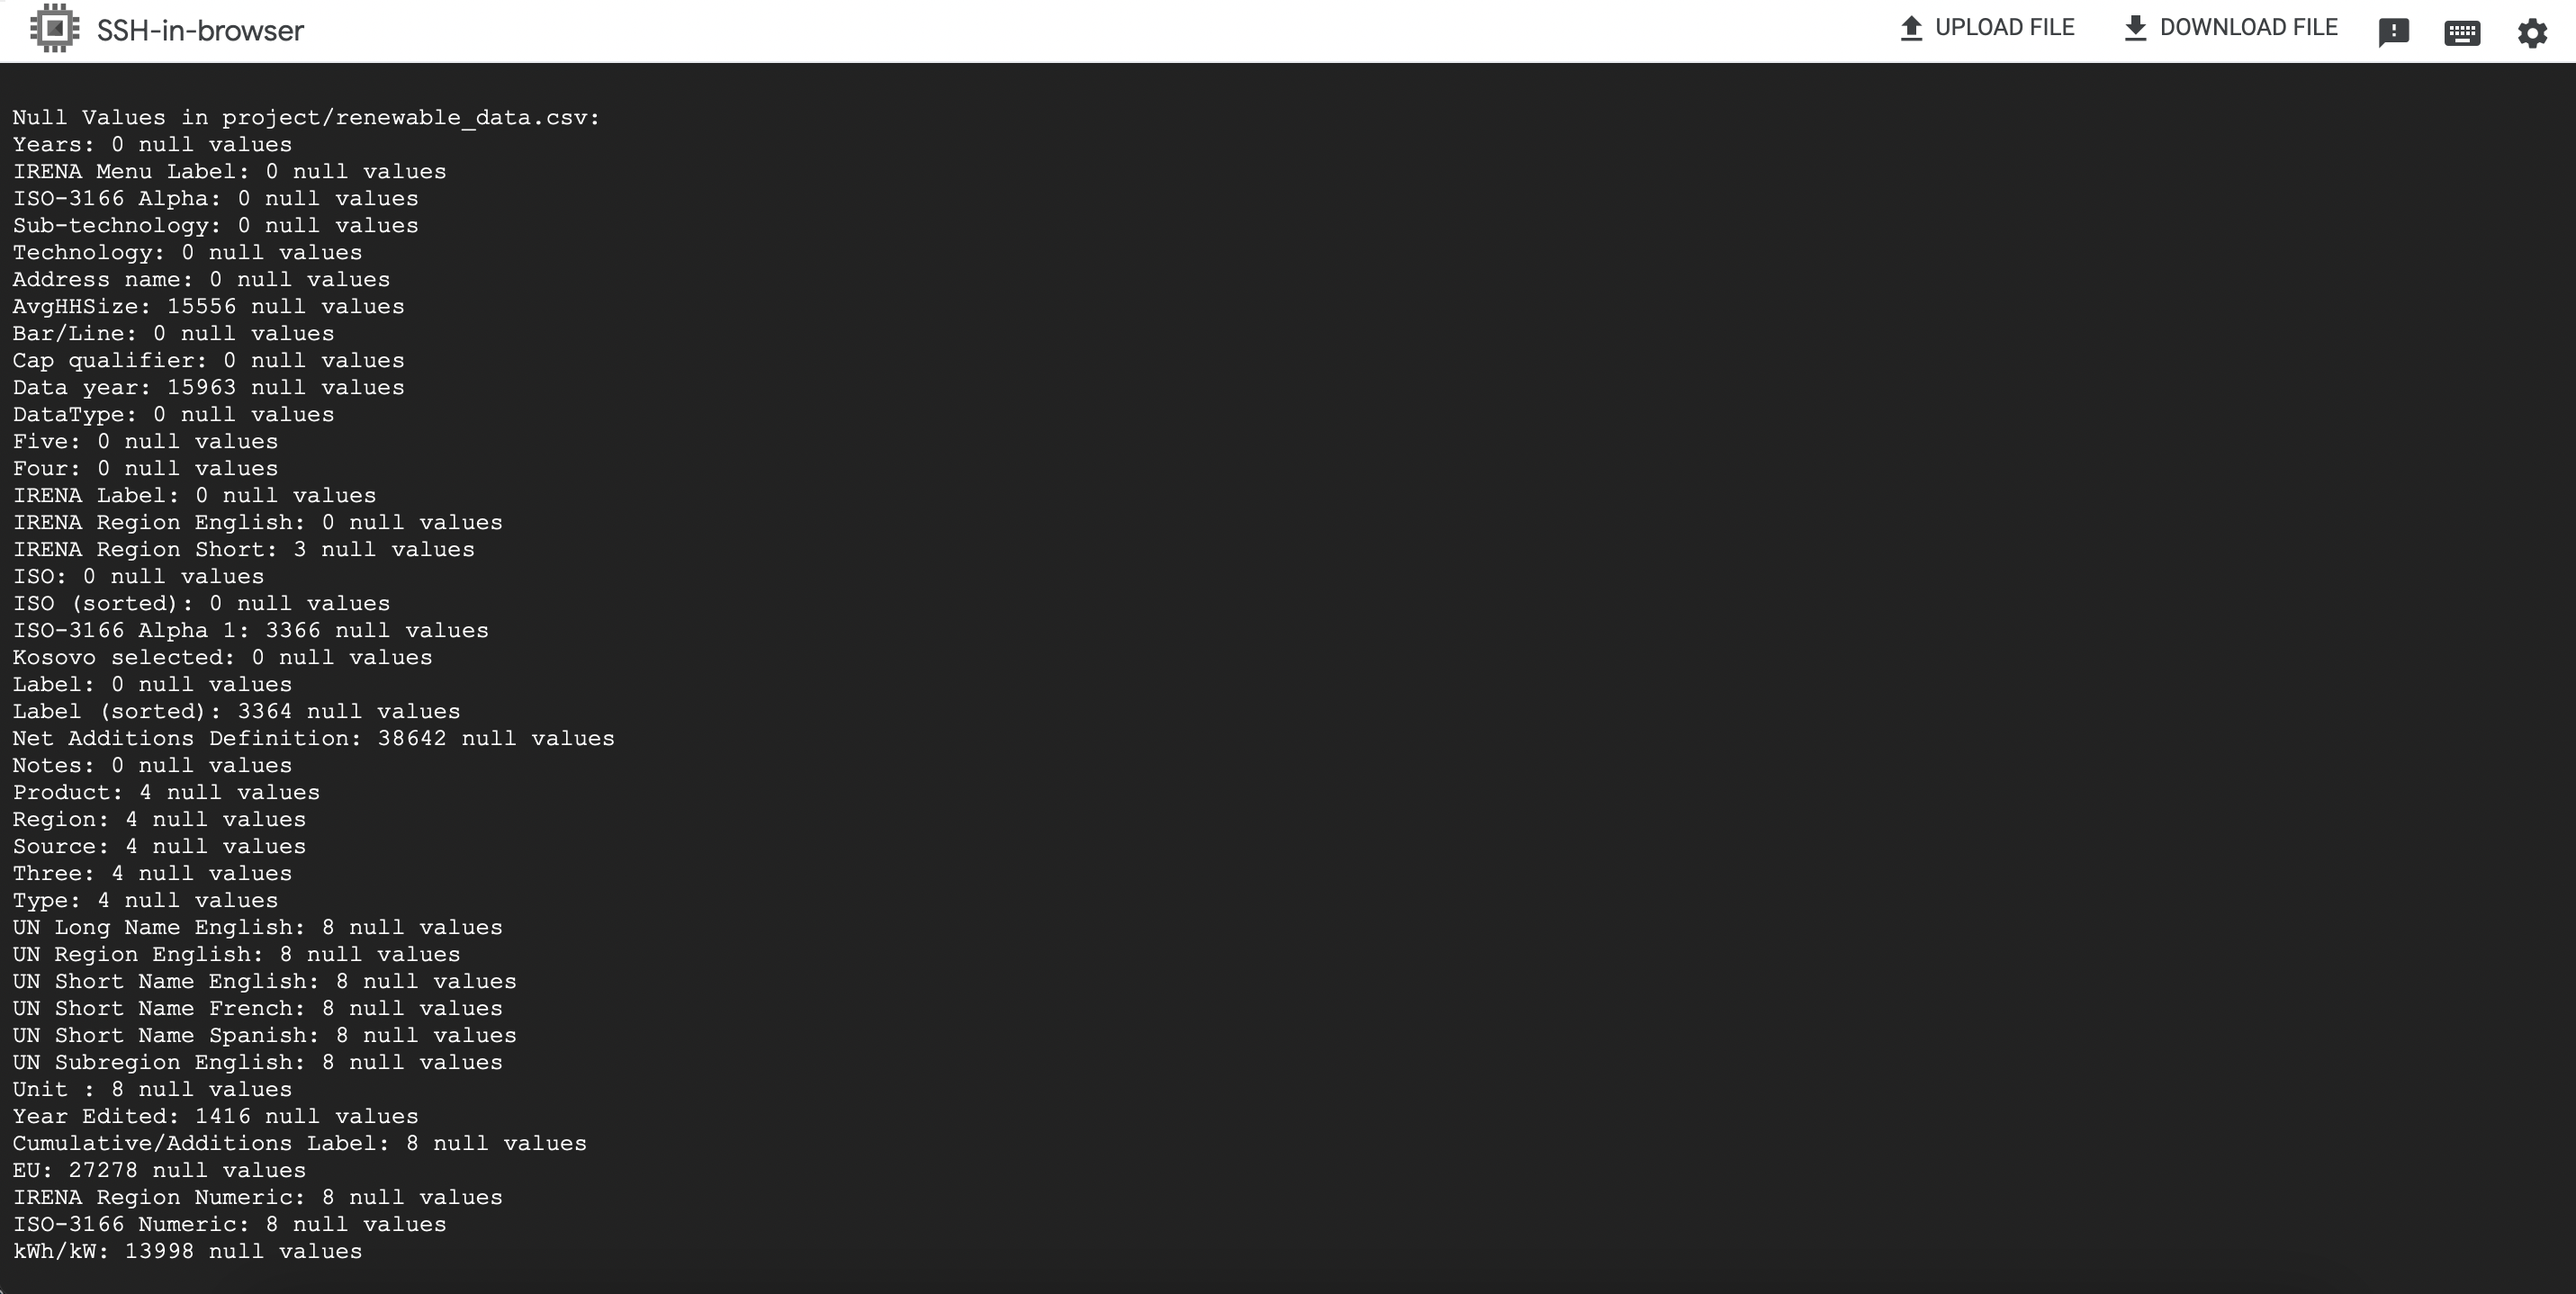 SSH-in-browser
UPLOAD FILE
DOWNLOAD FILE
Null Values in project/renewable_data.csv:
Years: 0 null values
IRENA Menu Label: 0 null values
ISO-3166 Alpha: 0 null values
Sub-technology: 0 null values
Technology: 0 null values
Address name: 0 null values
AvgHHSize: 15556 null values
Bar/Line: 0 null values
Cap qualifier: 0 null values
Data year: 15963 null values
DataType: 0 null values
Five: 0 null values
Four: 0 null values
IRENA Label: 0 null values
IRENA Region English: 0 null values
IRENA Region Short: 3 null values
ISO: 0 null values
ISO (sorted): 0 null values
ISO-3166 Alpha 1: 3366 null values
Kosovo selected: 0 null values
Label: 0 null values
Label (sorted): 3364 null values
Net Additions Definition: 38642 null values
Notes: 0 null values
Product: 4 null values
Region: 4 null values
Source: 4 null values
Three: 4 null values
Type: 4 null values
UN Long Name English: 8 null values
UN Region English: 8 null values
UN Short Name English: 8 null values
UN Short Name French: 8 null values
UN Short Name Spanish: 8 null values
UN Subregion English: 8 null values
Unit : 8 null values
Year Edited: 1416 null values
Cumulative/Additions Label: 8 null values
EU: 27278 null values
IRENA Region Numeric: 8 null values
ISO-3166 Numeric: 8 null values
kWh/kW: 13998 null values